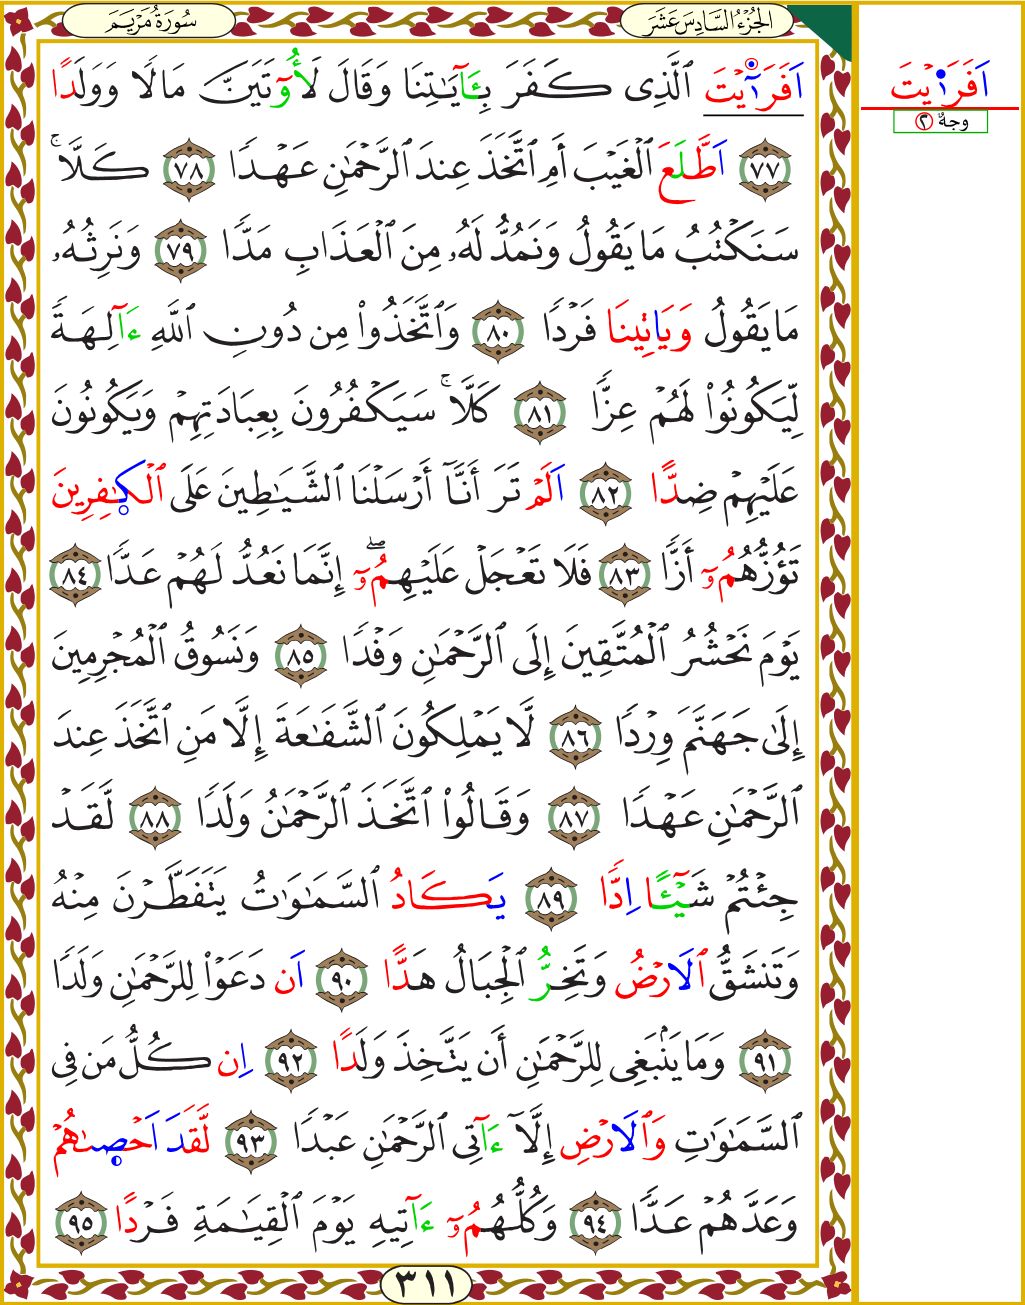 الجُزْءُ السَّادِسَ عَشَرَ
سُورَةُ مَرْيَمَ
اَفَرَٰٓيْتَ ٱلَّذِى كَفَرَ بِـَٔايَٰتِنَا وَقَالَ لَأُوتَيَنَّ مَالًا وَوَلَدًا
٧٧ اَطَّلَعَ ٱلْغَيْبَ أَمِ ٱتَّخَذَ عِندَ ٱلرَّحْمَٰنِ عَهْدًا ٧٨ كَلَّاۚ
سَنَكْتُبُ مَا يَقُولُ وَنَمُدُّ لَهُۥ مِنَ ٱلْعَذَابِ مَدًّا ٧٩ وَنَرِثُهُۥ
مَا يَقُولُ وَيَاتِينَا فَرْدًا ٨٠ وَٱتَّخَذُوا۟ مِن دُونِ ٱللَّهِ ءَالِهَةً
لِّيَكُونُوا۟ لَهُمْ عِزًّا ٨١ كَلَّاۚ سَيَكْفُرُونَ بِعِبَادَتِهِمْ وَيَكُونُونَ
عَلَيْهِمْ ضِدًّا ٨٢ اَلَمْ تَرَ أَنَّآ أَرْسَلْنَا ٱلشَّيَٰطِينَ عَلَى ٱلْكَٰفِرِينَ
تَؤُزُّهُمُۥٓ أَزًّا ٨٣ فَلَا تَعْجَلْ عَلَيْهِمُۥٓۖ إِنَّمَا نَعُدُّ لَهُمْ عَدًّا ٨٤
يَوْمَ نَحْشُرُ ٱلْمُتَّقِينَ إِلَى ٱلرَّحْمَٰنِ وَفْدًا ٨٥ وَنَسُوقُ ٱلْمُجْرِمِينَ
إِلَىٰ جَهَنَّمَ وِرْدًا ٨٦ لَّا يَمْلِكُونَ ٱلشَّفَٰعَةَ إِلَّا مَنِ ٱتَّخَذَ عِندَ
ٱلرَّحْمَٰنِ عَهْدًا ٨٧ وَقَالُوا۟ ٱتَّخَذَ ٱلرَّحْمَٰنُ وَلَدًا ٨٨ لَّقَدْ
جِئْتُمْ شَيْـًٔا اِدًّا ٨٩ يَكَادُ ٱلسَّمَٰوَٰتُ يَتَفَطَّرْنَ مِنْهُ
وَتَنشَقُّ ٱلَارْضُ وَتَخِرُّ ٱلْجِبَالُ هَدًّا ٩٠ اَن دَعَوْا۟ لِلرَّحْمَٰنِ وَلَدًا
٩١ وَمَا يَنۢبَغِى لِلرَّحْمَٰنِ أَن يَتَّخِذَ وَلَدًا ٩٢ اِن كُلُّ مَن فِى
ٱلسَّمَٰوَٰتِ وَٱلَارْضِ إِلَّآ ءَاتِى ٱلرَّحْمَٰنِ عَبْدًا ٩٣ لَّقَدَ اَحْصٜىٰهُمْ
وَعَدَّهُمْ عَدًّا ٩٤ وَكُلُّهُمُۥٓ ءَاتِيهِ يَوْمَ ٱلْقِيَٰمَةِ فَرْدًا ٩٥
٣١١
اَفَرَٰيْتَ
وجهٌ ٢